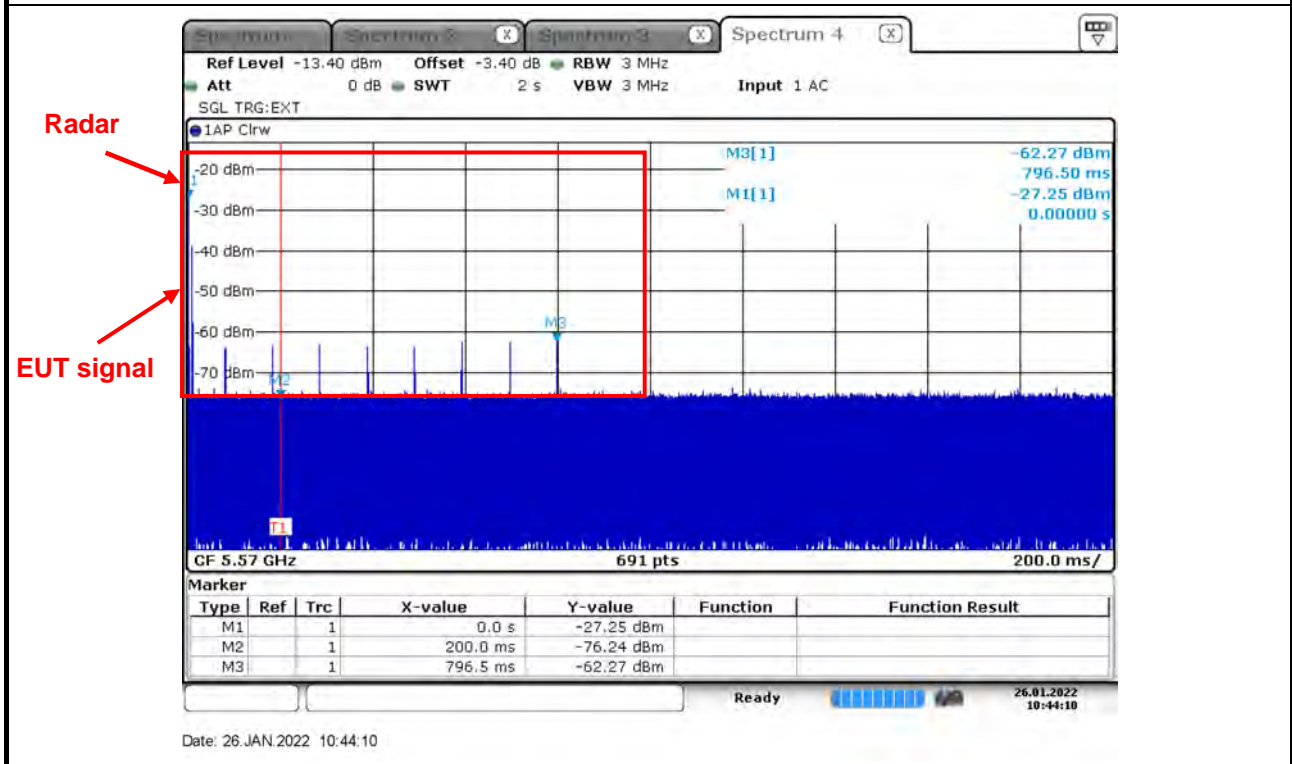 Spectrum 4
Ref Level -13.40 dBm Offset -3.40 dB RBW 3 MHz
Att 0 dB SWT 2 s VBW 3 MHz Input 1 AC
SGL TRG:EXT
1AP Clrw
Radar
EUT signal
M3[1] -62.27 dBm
796.50 ms
M1[1] -27.25 dBm
0.00000 s
-20 dBm
1
-30 dBm
-40 dBm
-50 dBm
-60 dBm
M3
-70 dBm
M2
T1
CF 5.57 GHz 691 pts 200.0 ms/
Marker
Type Ref Trc X-value Y-value Function Function Result
M1 1 0.0 s -27.25 dBm
M2 1 200.0 ms -76.24 dBm
M3 1 796.5 ms -62.27 dBm
Ready 26.01.2022
10:44:10
Date: 26.JAN.2022 10:44:10